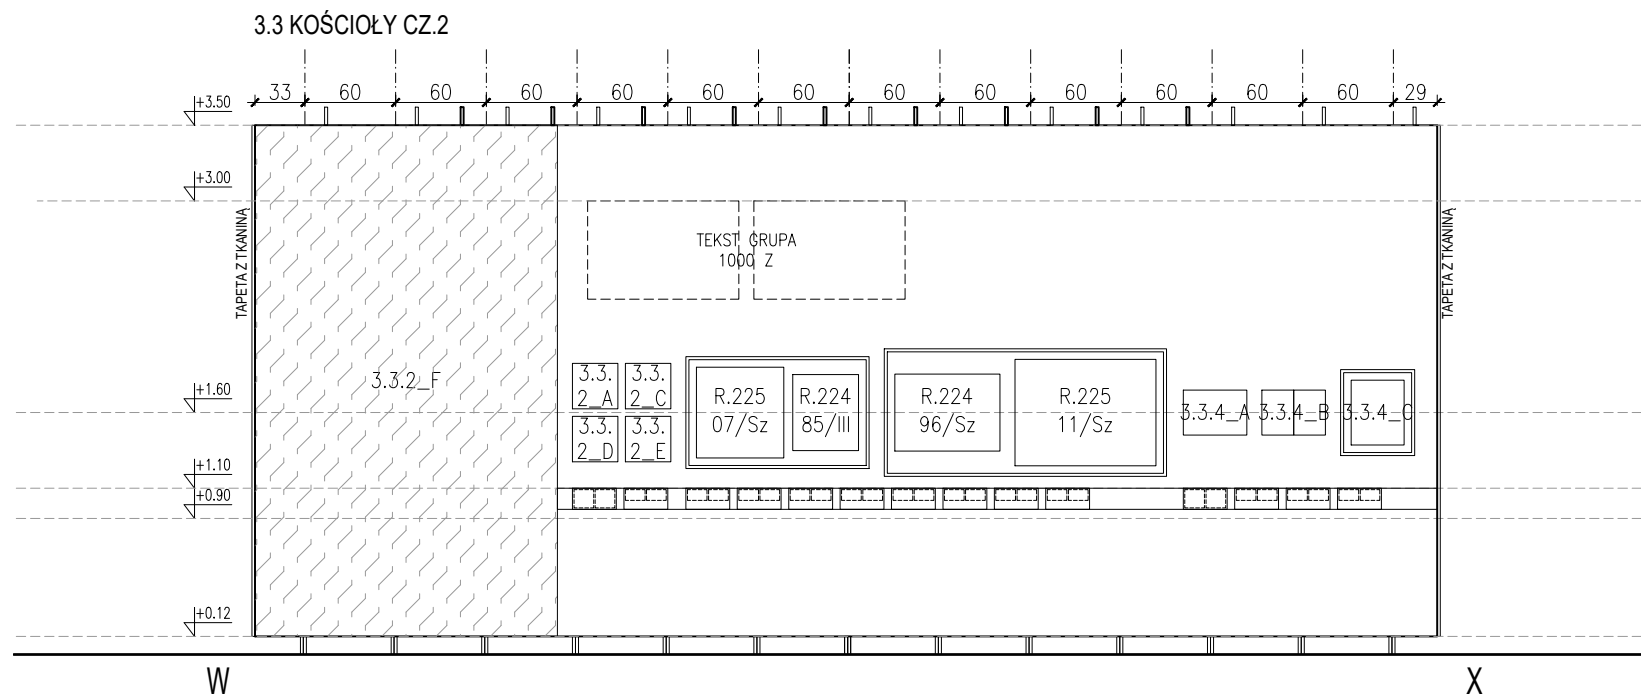 3.3 KOŚCIOŁY CZ.2
33 60 60 60 60 60 60 60 60 60 60 60 60 29
+3.50
+3.00
TAPETA Z TKANINĄ
TAPETA Z TKANINĄ
TEKST GRUPA
1000 Z
3.3.2_F
+1.60
3.3.
2_A
3.3.
2_C
3.3.
2_D
3.3.
2_E
R.225
07/Sz
R.224
85/III
R.224
96/Sz
R.225
11/Sz
3.3.4_A
3.3.4_B
3.3.4_C
+1.10
+0.90
+0.12
W
X